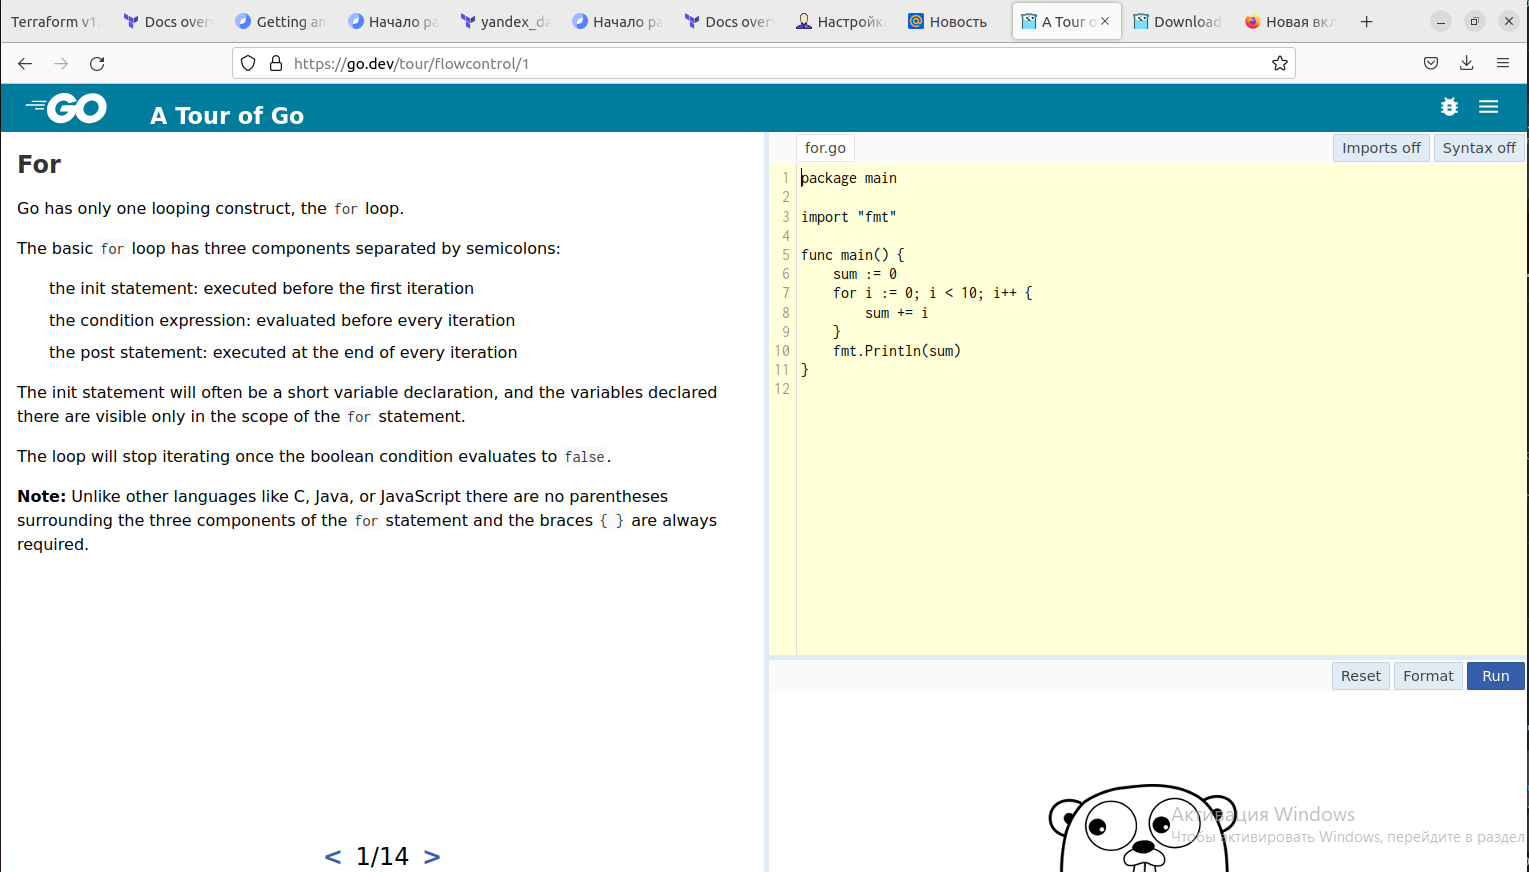 Terraform v1.
Docs over
Getting an
Начало ра
yandex_da
Начало ра
Docs over
Настройка
Новость
A Tour o
Download
Новая вкл
https://go.dev/tour/flowcontrol/1
GO
A Tour of Go
For
Go has only one looping construct, the for loop.
The basic for loop has three components separated by semicolons:
the init statement: executed before the first iteration
the condition expression: evaluated before every iteration
the post statement: executed at the end of every iteration
The init statement will often be a short variable declaration, and the variables declared
there are visible only in the scope of the for statement.
The loop will stop iterating once the boolean condition evaluates to false.
Note: Unlike other languages like C, Java, or JavaScript there are no parentheses
surrounding the three components of the for statement and the braces { } are always
required.
< 1/14 >
for.go
Imports off
Syntax off
1 package main
2
3 import "fmt"
4
5 func main() {
6 sum := 0
7 for i := 0; i < 10; i++ {
8 sum += i
9 }
10 fmt.Println(sum)
11 }
12
Reset
Format
Run
Активация Windows
Чтобы активировать Windows, перейдите в раздел